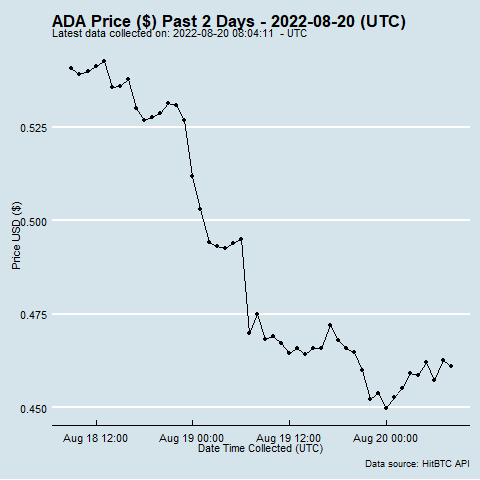 ADA Price ($) Past 2 Days - 2022-08-20 (UTC)
Latest data collected on: 2022-08-20 08:04:11 - UTC
Price USD ($)
0.525
0.500
0.475
0.450
Aug 18 12:00 Aug 19 00:00 Aug 19 12:00 Aug 20 00:00
Date Time Collected (UTC)
Data source: HitBTC API